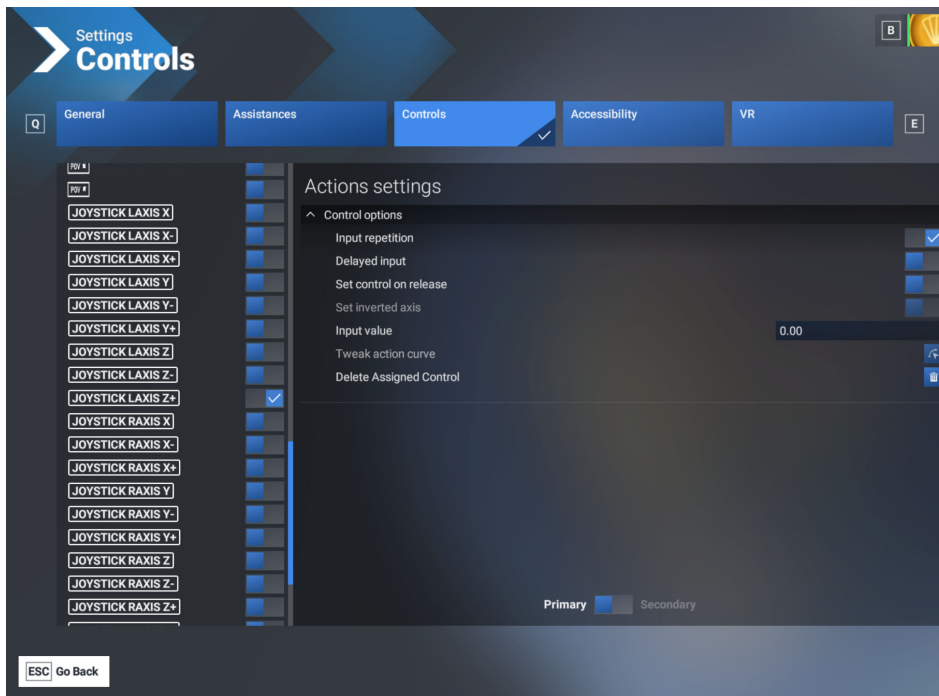 Settings
Controls
B
Q
General
Assistances
Controls
Accessibility
VR
E
POV
POV
JOYSTICK LAXIS X
JOYSTICK LAXIS X-
JOYSTICK LAXIS X+
JOYSTICK LAXIS Y
JOYSTICK LAXIS Y-
JOYSTICK LAXIS Y+
JOYSTICK LAXIS Z
JOYSTICK LAXIS Z-
JOYSTICK LAXIS Z+
JOYSTICK RAXIS X
JOYSTICK RAXIS X-
JOYSTICK RAXIS X+
JOYSTICK RAXIS Y
JOYSTICK RAXIS Y-
JOYSTICK RAXIS Y+
JOYSTICK RAXIS Z
JOYSTICK RAXIS Z-
JOYSTICK RAXIS Z+
Actions settings
Control options
Input repetition
Delayed input
Set control on release
Set inverted axis
Input value 0.00
Tweak action curve
Delete Assigned Control
Primary Secondary
ESC Go Back